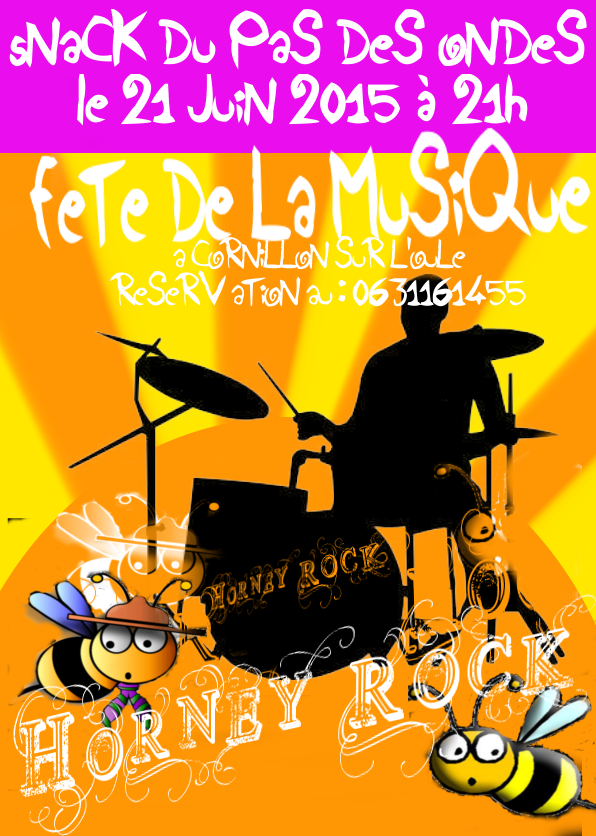 sNaCK Du PaS DeS oNDeS
le 21 JuiN 2015 à 21h
feTe De La MuSiQue
a CoRNiLLoN SuR L'ouLe
ReSeRVaTioN au : 0631161455
HORNEY ROCK
HORNEY ROCK